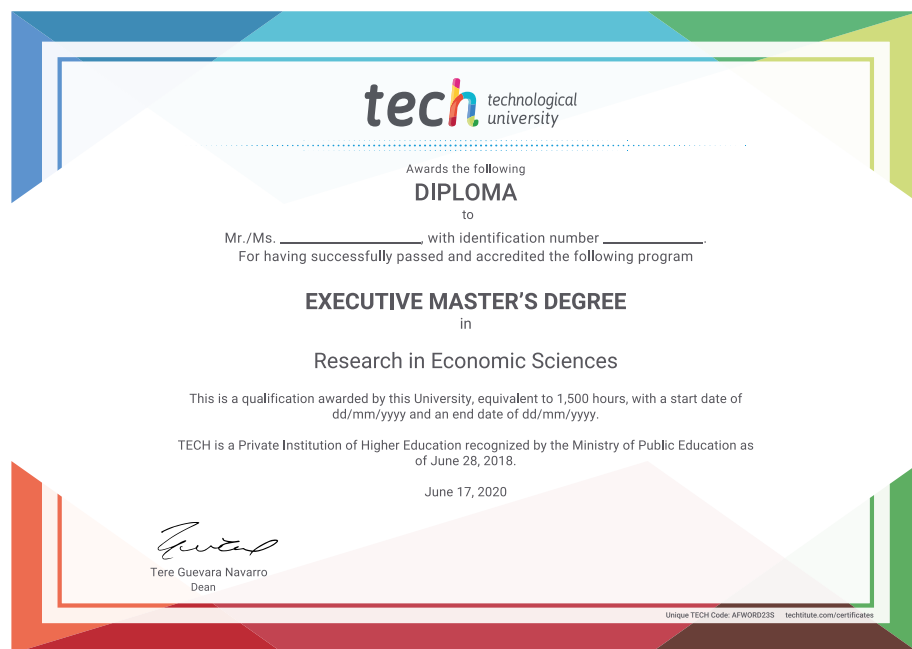 tech technological
university
Awards the following
DIPLOMA
to
Mr./Ms. ____________________, with identification number ______________.
For having successfully passed and accredited the following program
EXECUTIVE MASTER'S DEGREE
in
Research in Economic Sciences
This is a qualification awarded by this University, equivalent to 1,500 hours, with a start date of
dd/mm/yyyy and an end date of dd/mm/yyyy.
TECH is a Private Institution of Higher Education recognized by the Ministry of Public Education as
of June 28, 2018.
June 17, 2020
Tere Guevara Navarro
Dean
Unique TECH Code: AFWORD23S techtitute.com/certificates